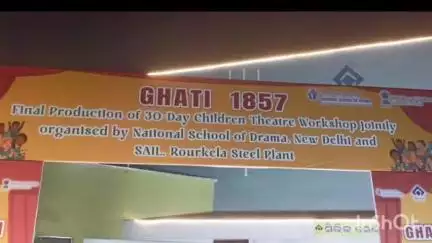 GHATI 1857
Final Production of 30-Day Children Theatre Workshop Jointly
organised by National School of Drama, New Delhi and
SAIL, Rourkela Steel Plant
GHATI